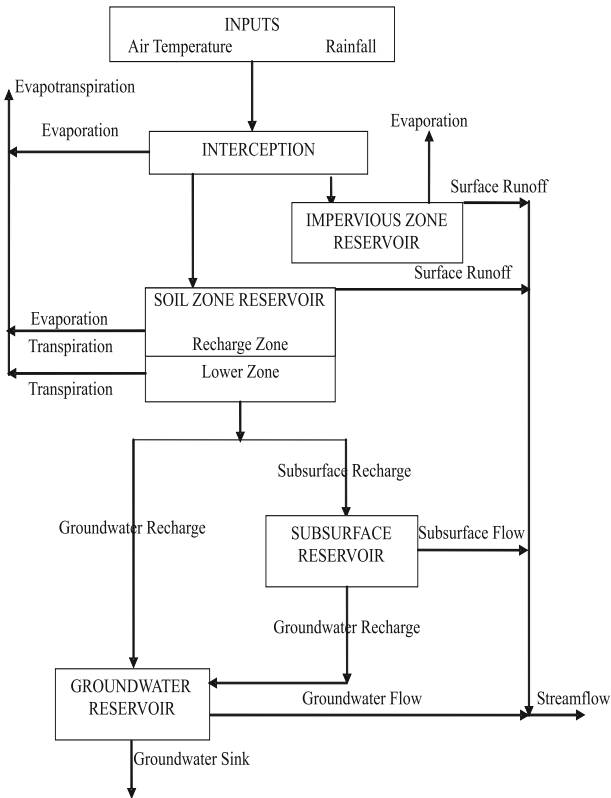 INPUTS
Air Temperature Rainfall
Evapotranspiration
Evaporation
Evaporation
INTERCEPTION
Surface Runoff
IMPERVIOUS ZONE
RESERVOIR
Surface Runoff
SOIL ZONE RESERVOIR
Evaporation
Transpiration
Recharge Zone
Lower Zone
Transpiration
Subsurface Recharge
Groundwater Recharge
SUBSURFACE
RESERVOIR
Subsurface Flow
Groundwater Recharge
GROUNDWATER
RESERVOIR
Groundwater Flow
Streamflow
Groundwater Sink